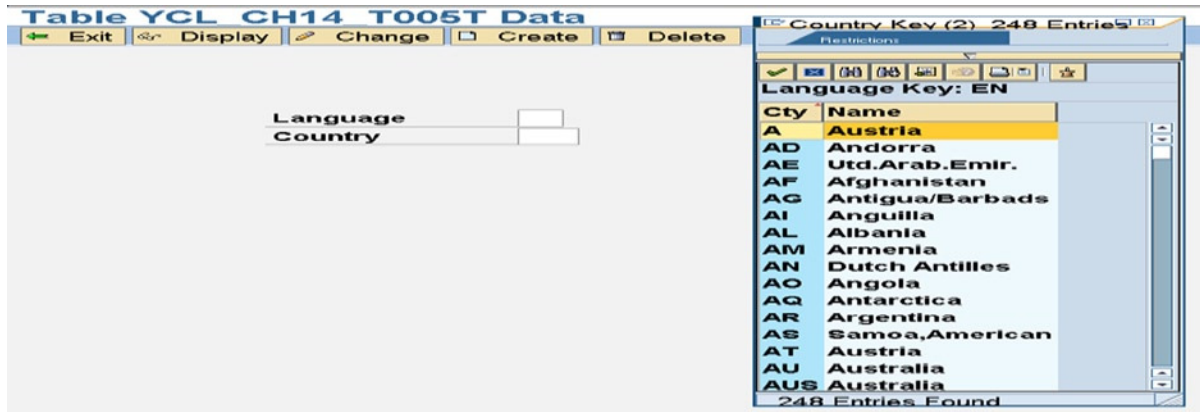 Table YCL_CH14_T005T Data
Exit Display Change Create Delete
Language
Country
Country Key (2) 248 Entries
Restrictions
Language Key: EN
Cty Name
A Austria
AD Andorra
AE Utd.Arab.Emir.
AF Afghanistan
AG Antigua/Barbads
AI Anguilla
AL Albania
AM Armenia
AN Dutch Antilles
AO Angola
AQ Antarctica
AR Argentina
AS Samoa,American
AT Austria
AU Australia
AUS Australia
248 Entries Found